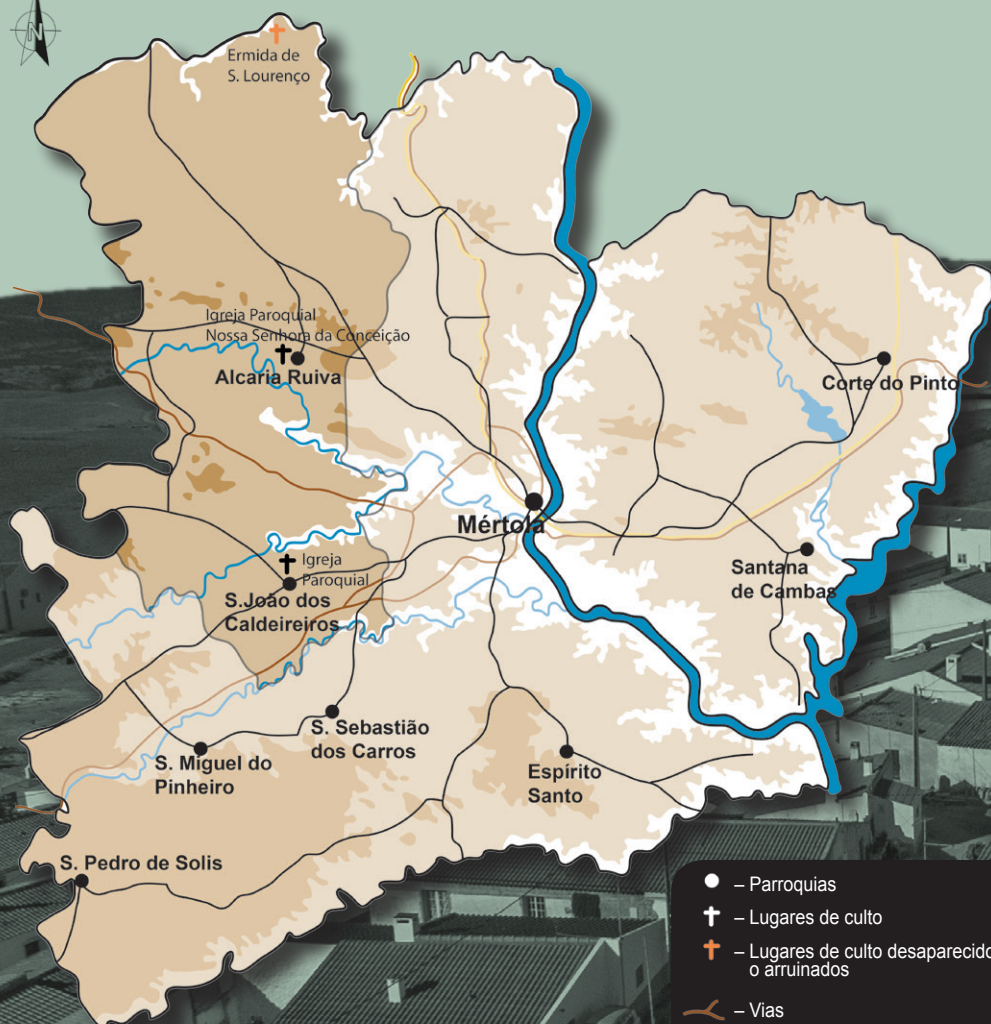 N
Ermida de
S. Lourenço
Igreja Paroquial
Nossa Senhora da Conceição
Alcaria Ruiva
Corte do Pinto
Mértola
Igreja
Paroquial
S.João dos
Caldeireiros
Santana
de Cambas
S. Sebastião
dos Carros
S. Miguel do
Pinheiro
Espírito
Santo
S. Pedro de Solis
– Parroquias
– Lugares de culto
– Lugares de culto desaparecido
o arruinados
– Vias